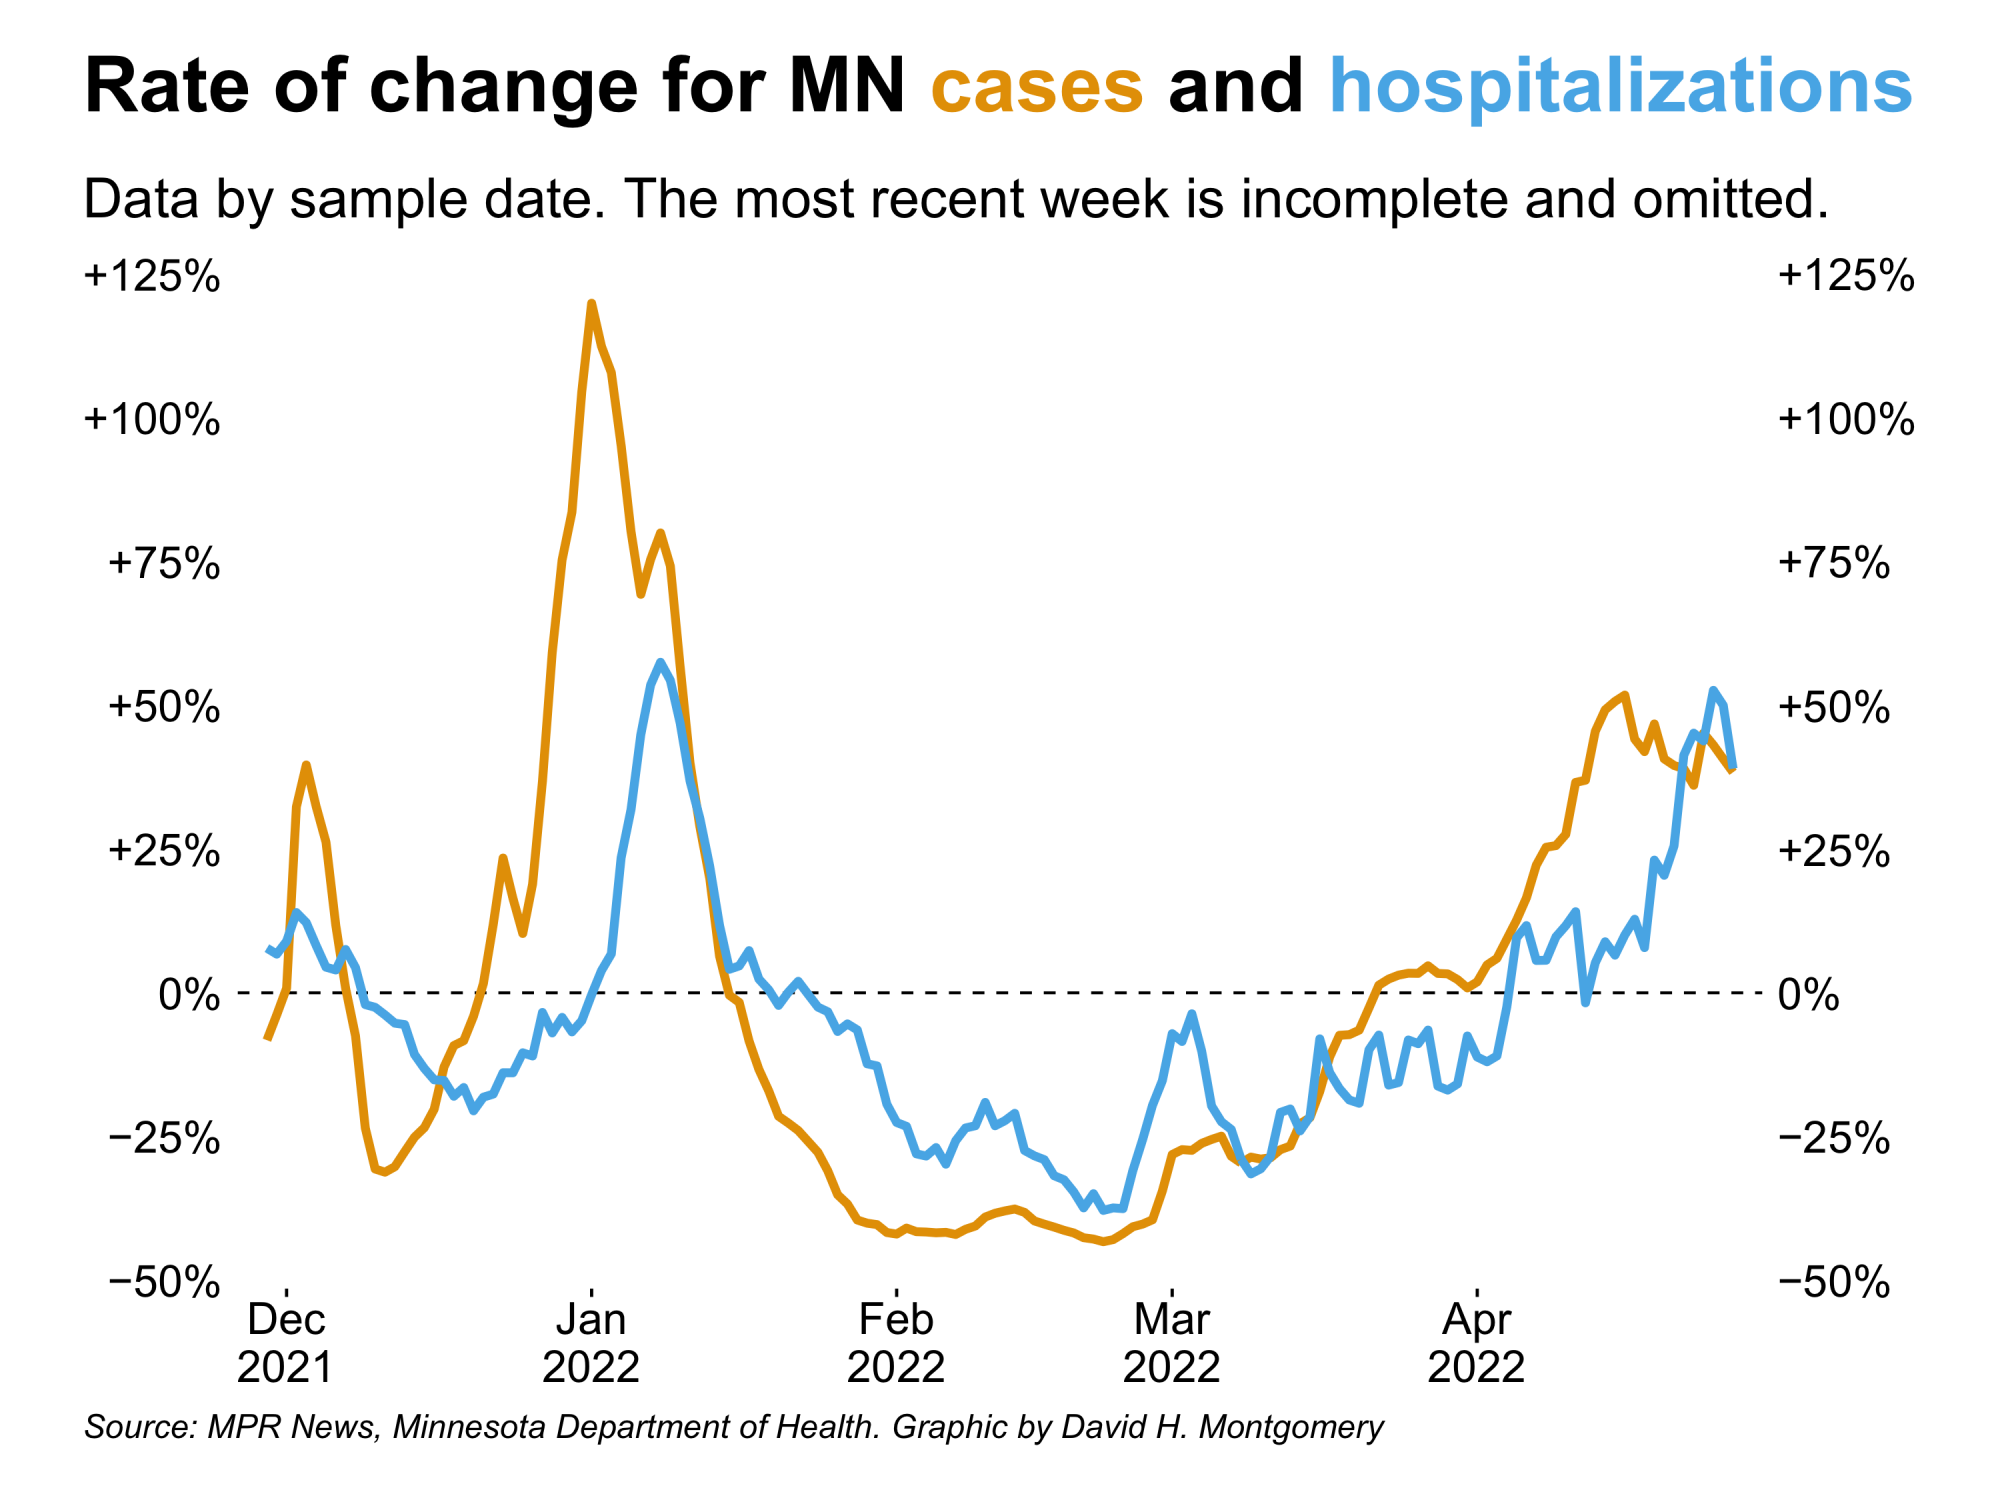 Rate of change for MN cases and hospitalizations
Data by sample date. The most recent week is incomplete and omitted.
+125% +125%
+100% +100%
+75% +75%
+50% +50%
+25% +25%
0% 0%
−25% −25%
−50% −50%
Dec Jan Feb Mar Apr
2021 2022 2022 2022 2022
Source: MPR News, Minnesota Department of Health. Graphic by David H. Montgomery